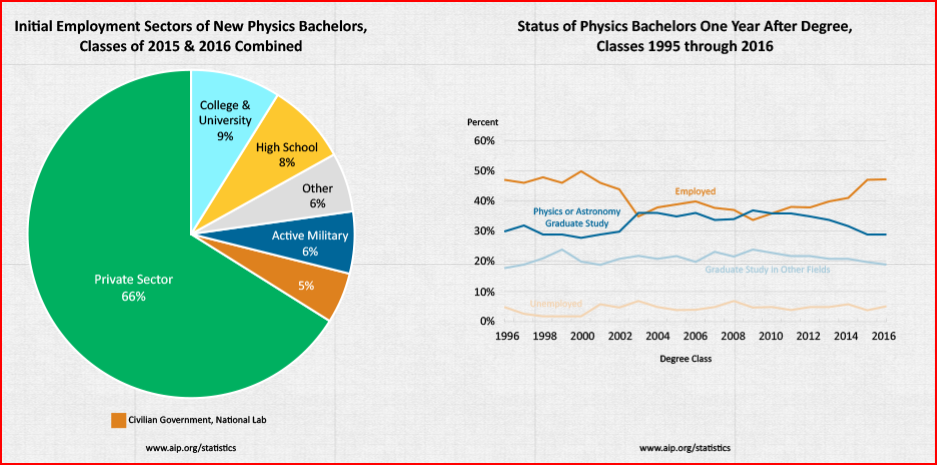 Initial Employment Sectors of New Physics Bachelors,
Classes of 2015 & 2016 Combined
College &
University
9%
High School
8%
Other
6%
Active Military
6%
5%
Private Sector
66%
Civilian Government, National Lab
www.aip.org/statistics
Status of Physics Bachelors One Year After Degree,
Classes 1995 through 2016
Percent
60%
50%
40%
30%
20%
10%
0%
Employed
Physics or Astronomy
Graduate Study
Graduate Study in Other Fields
Unemployed
1996 1998 2000 2002 2004 2006 2008 2010 2012 2014 2016
Degree Class
www.aip.org/statistics